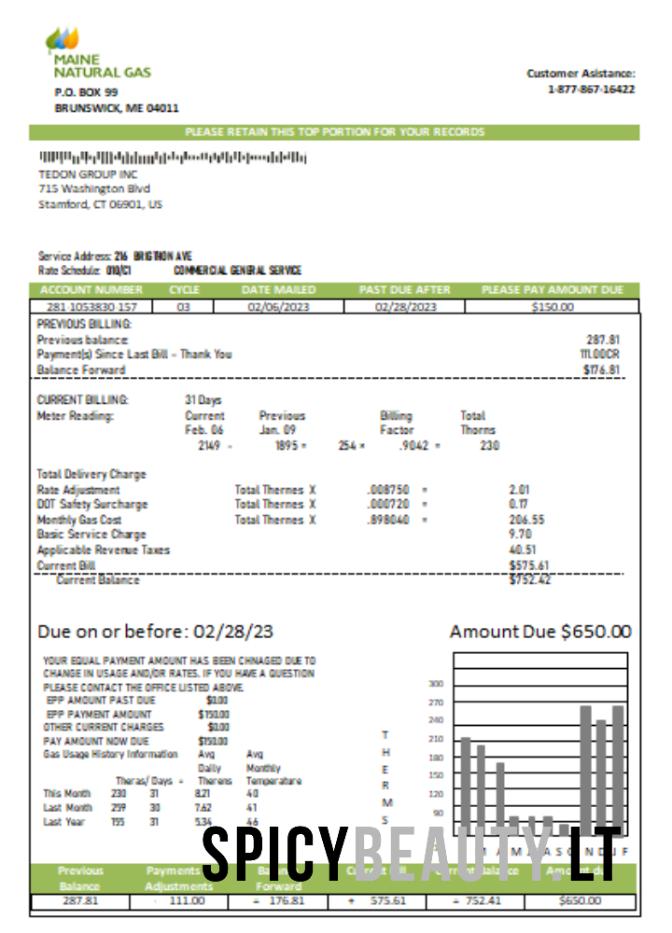 MAINE
NATURAL GAS
P.O. BOX 99
BRUNSWICK, ME 04011
Customer Asistance:
1-877-867-16422
PLEASE RETAIN THIS TOP PORTION FOR YOUR RECORDS
TEDON GROUP INC
715 Washington Blvd
Stamford, CT 06901, US
Service Address: 216 BRIGTHON AVE
Rate Schedule: 010/C1 COMMERCIAL GENERAL SERVICE
ACCOUNT NUMBER CYCLE DATE MAILED PAST DUE AFTER PLEASE PAY AMOUNT DUE
281-1053830-157 03 02/06/2023 02/28/2023 $150.00
PREVIOUS BILLING:
Previous balance: 287.81
Payment(s) Since Last Bill – Thank You 111.00CR
Balance Forward $176.81
CURRENT BILLING: 31 Days
Meter Reading: Current Previous Billing Total
Feb. 06 Jan. 09 Factor Thorns
2149 - 1895 = 254 × .9042 = 230
Total Delivery Charge
Rate Adjustment Total Thernes X .008750 = 2.01
DOT Safety Surcharge Total Thernes X .000720 = 0.17
Monthly Gas Cost Total Thernes X .898040 = 206.55
Basic Service Charge 9.70
Applicable Revenue Taxes 40.51
Current Bill $575.61
Current Balance $752.42
Due on or before: 02/28/23 Amount Due $650.00
YOUR EQUAL PAYMENT AMOUNT HAS BEEN CHNAGED DUE TO
CHANGE IN USAGE AND/OR RATES. IF YOU HAVE A QUESTION
PLEASE CONTACT THE OFFICE LISTED ABOVE.
EPP AMOUNT PAST DUE $0.00
EPP PAYMENT AMOUNT $150.00
OTHER CURRENT CHARGES $0.00
PAY AMOUNT NOW DUE $150.00
Gas Usage History Information Avg Avg
Daily Monthly
Theras/ Days = Therens Temperature
This Month 230 31 8.21 40
Last Month 259 30 7.62 41
Last Year 155 31 5.34 46
T
H
E
R
M
S
300
270
240
210
180
150
120
90
M A M J A S O N D J F
SPICYBEAUTY.LT
Previous Payments
Balance Adjustments Forward
287.81 - 111.00 = 176.81 + 575.61 = 752.41 $650.00